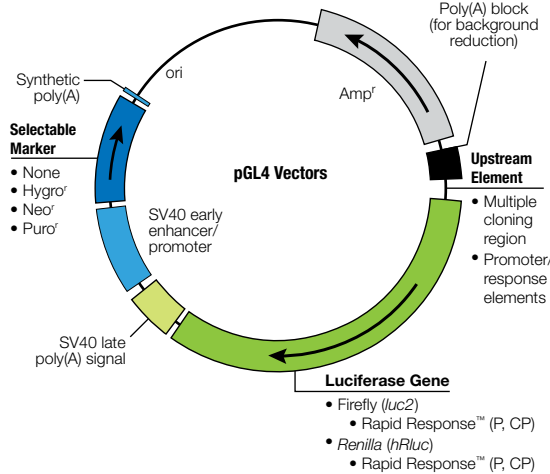 Poly(A) block
(for background
reduction)
Synthetic
poly(A)
ori
Ampʳ
Selectable
Marker
• None
• Hygroʳ
• Neoʳ
• Puroʳ
pGL4 Vectors
Upstream
Element
• Multiple
cloning
region
• Promoter/
response
elements
SV40 early
enhancer/
promoter
SV40 late
poly(A) signal
Luciferase Gene
• Firefly (luc2)
• Rapid Response™ (P, CP)
• Renilla (hRluc)
• Rapid Response™ (P, CP)